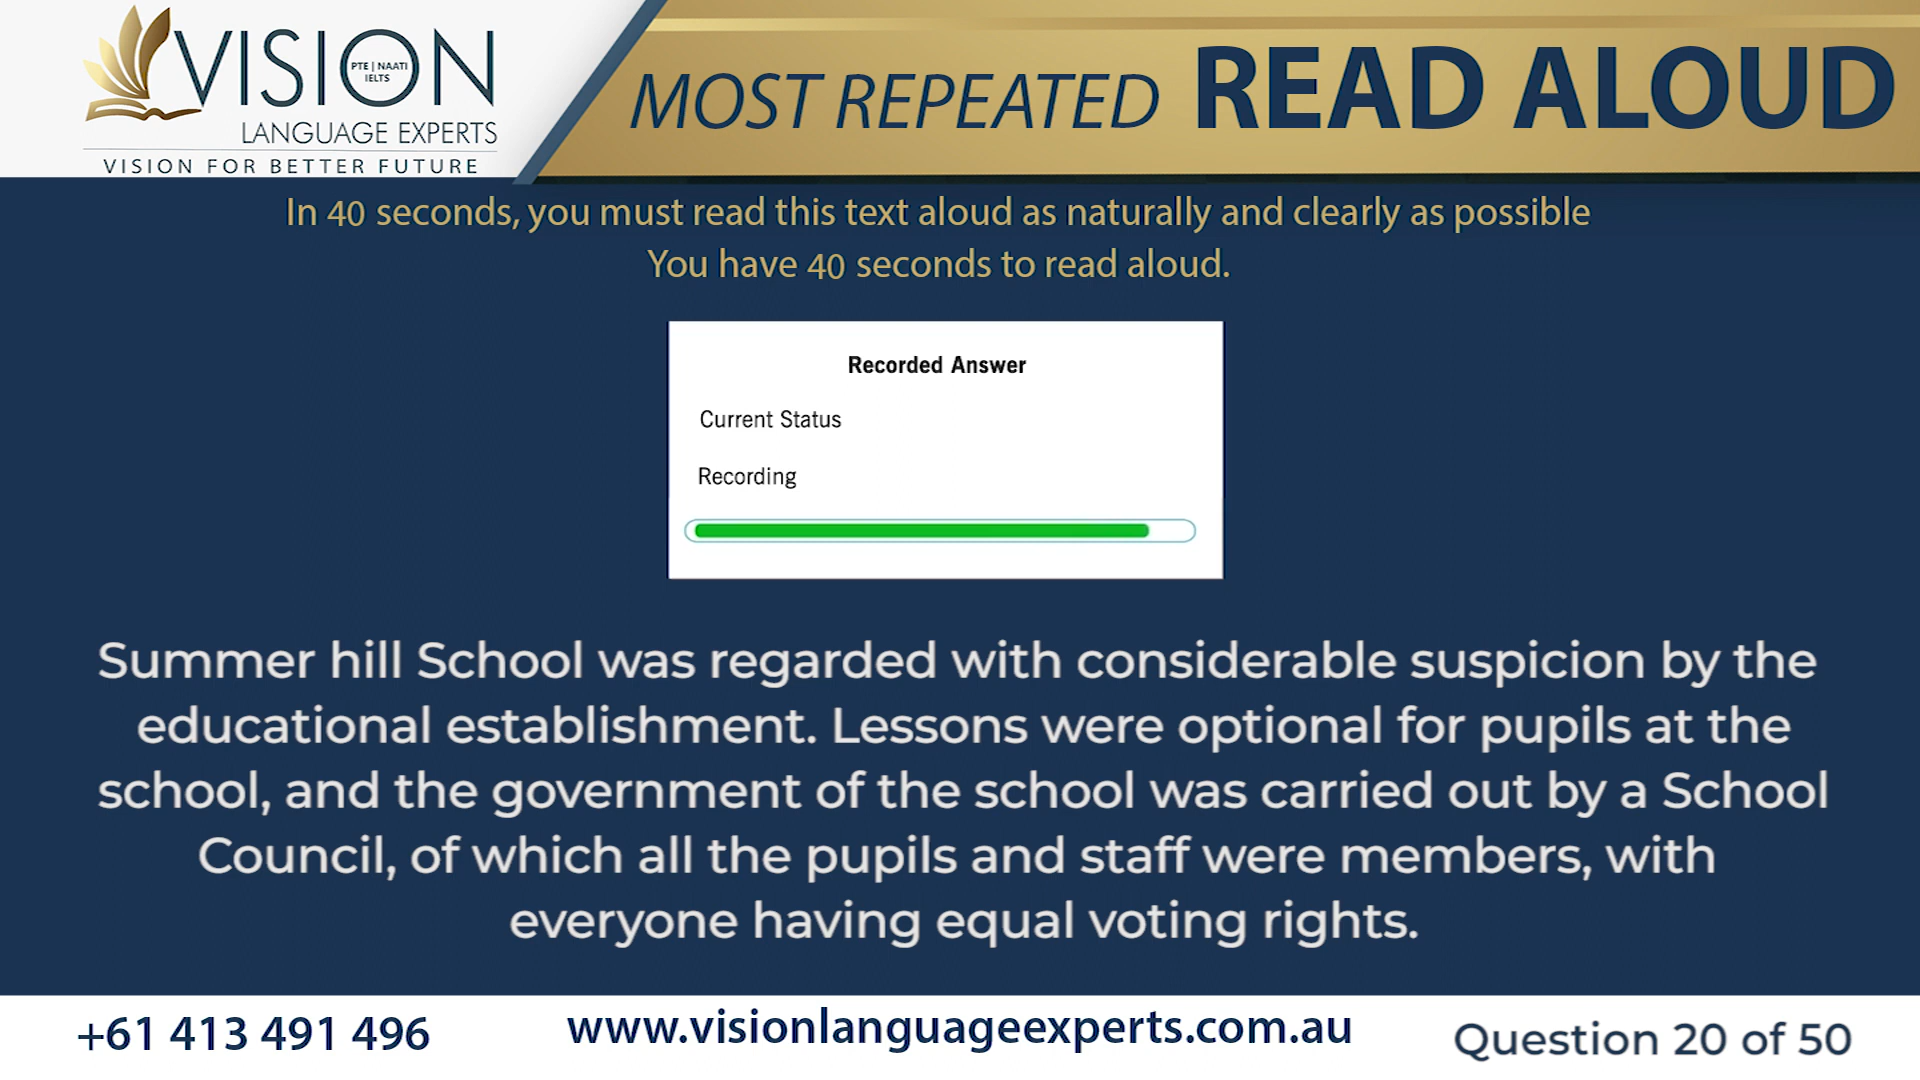 VISION
PTE | NAATI
IELTS
LANGUAGE EXPERTS
VISION FOR BETTER FUTURE
MOST REPEATED READ ALOUD
In 40 seconds, you must read this text aloud as naturally and clearly as possible
You have 40 seconds to read aloud.
Recorded Answer
Current Status
Recording
Summer hill School was regarded with considerable suspicion by the
educational establishment. Lessons were optional for pupils at the
school, and the government of the school was carried out by a School
Council, of which all the pupils and staff were members, with
everyone having equal voting rights.
+61 413 491 496
www.visionlanguageexperts.com.au
Question 20 of 50